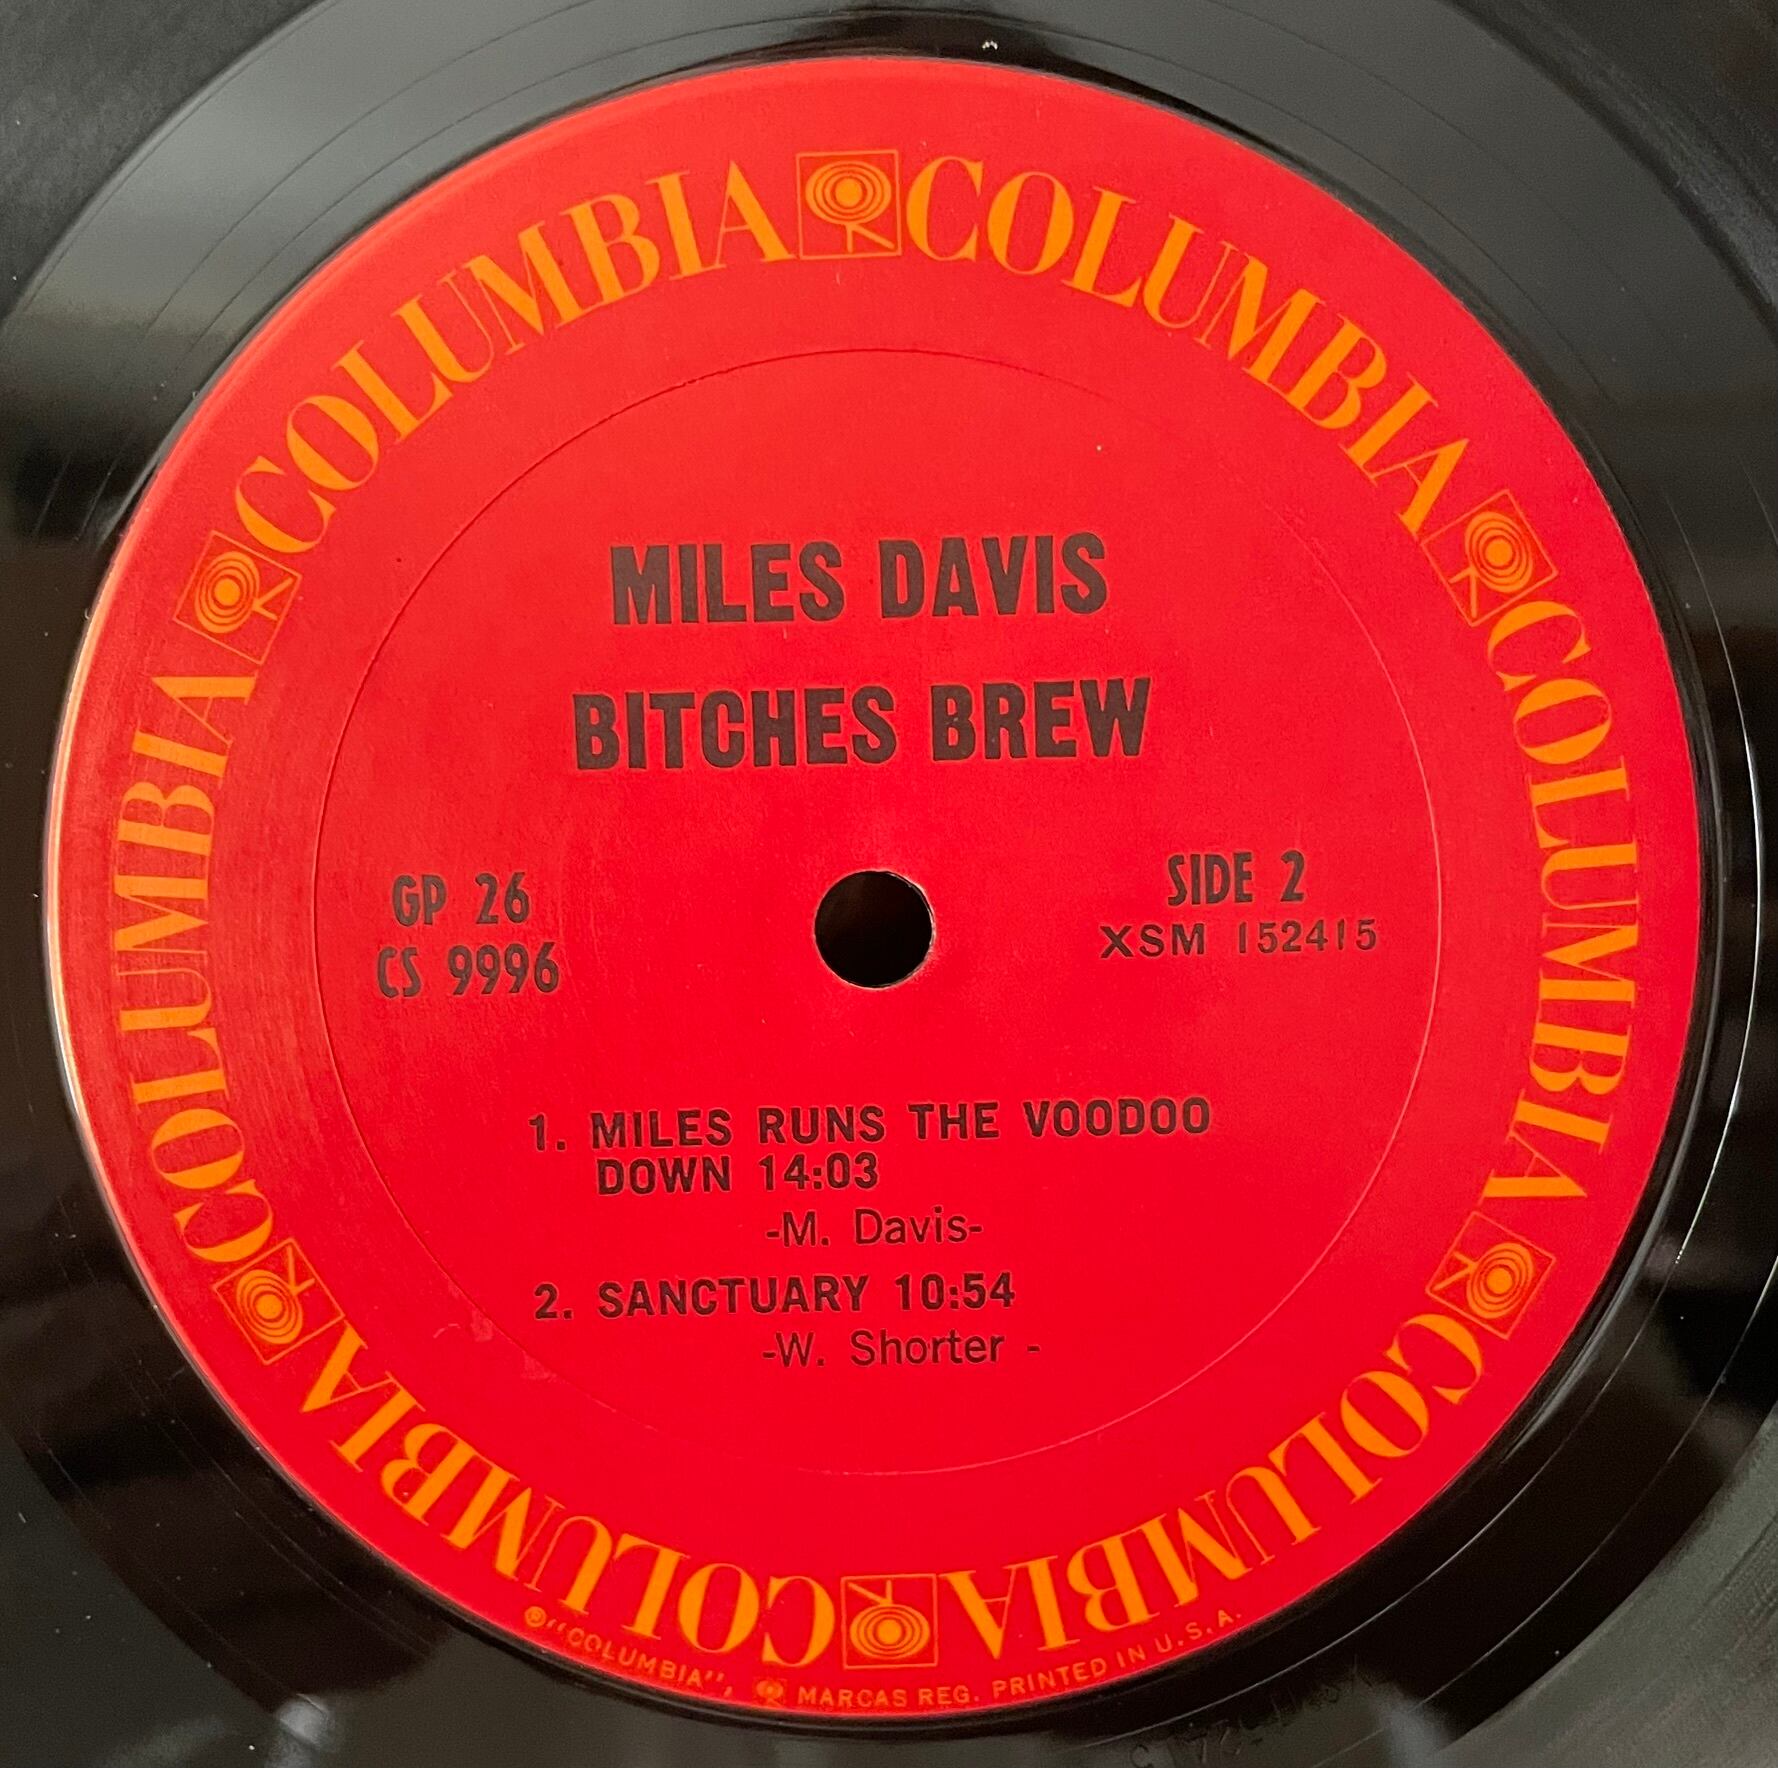 COLUMBIA COLUMBIA COLUMBIA COLUMBIA COLUMBIA COLUMBIA
MILES DAVIS
BITCHES BREW
GP 26
CS 9996
SIDE 2
XSM 152415
1. MILES RUNS THE VOODOO
DOWN 14:03
-M. Davis-
2. SANCTUARY 10:54
-W. Shorter -
® "COLUMBIA", MARCAS REG. PRINTED IN U.S.A.